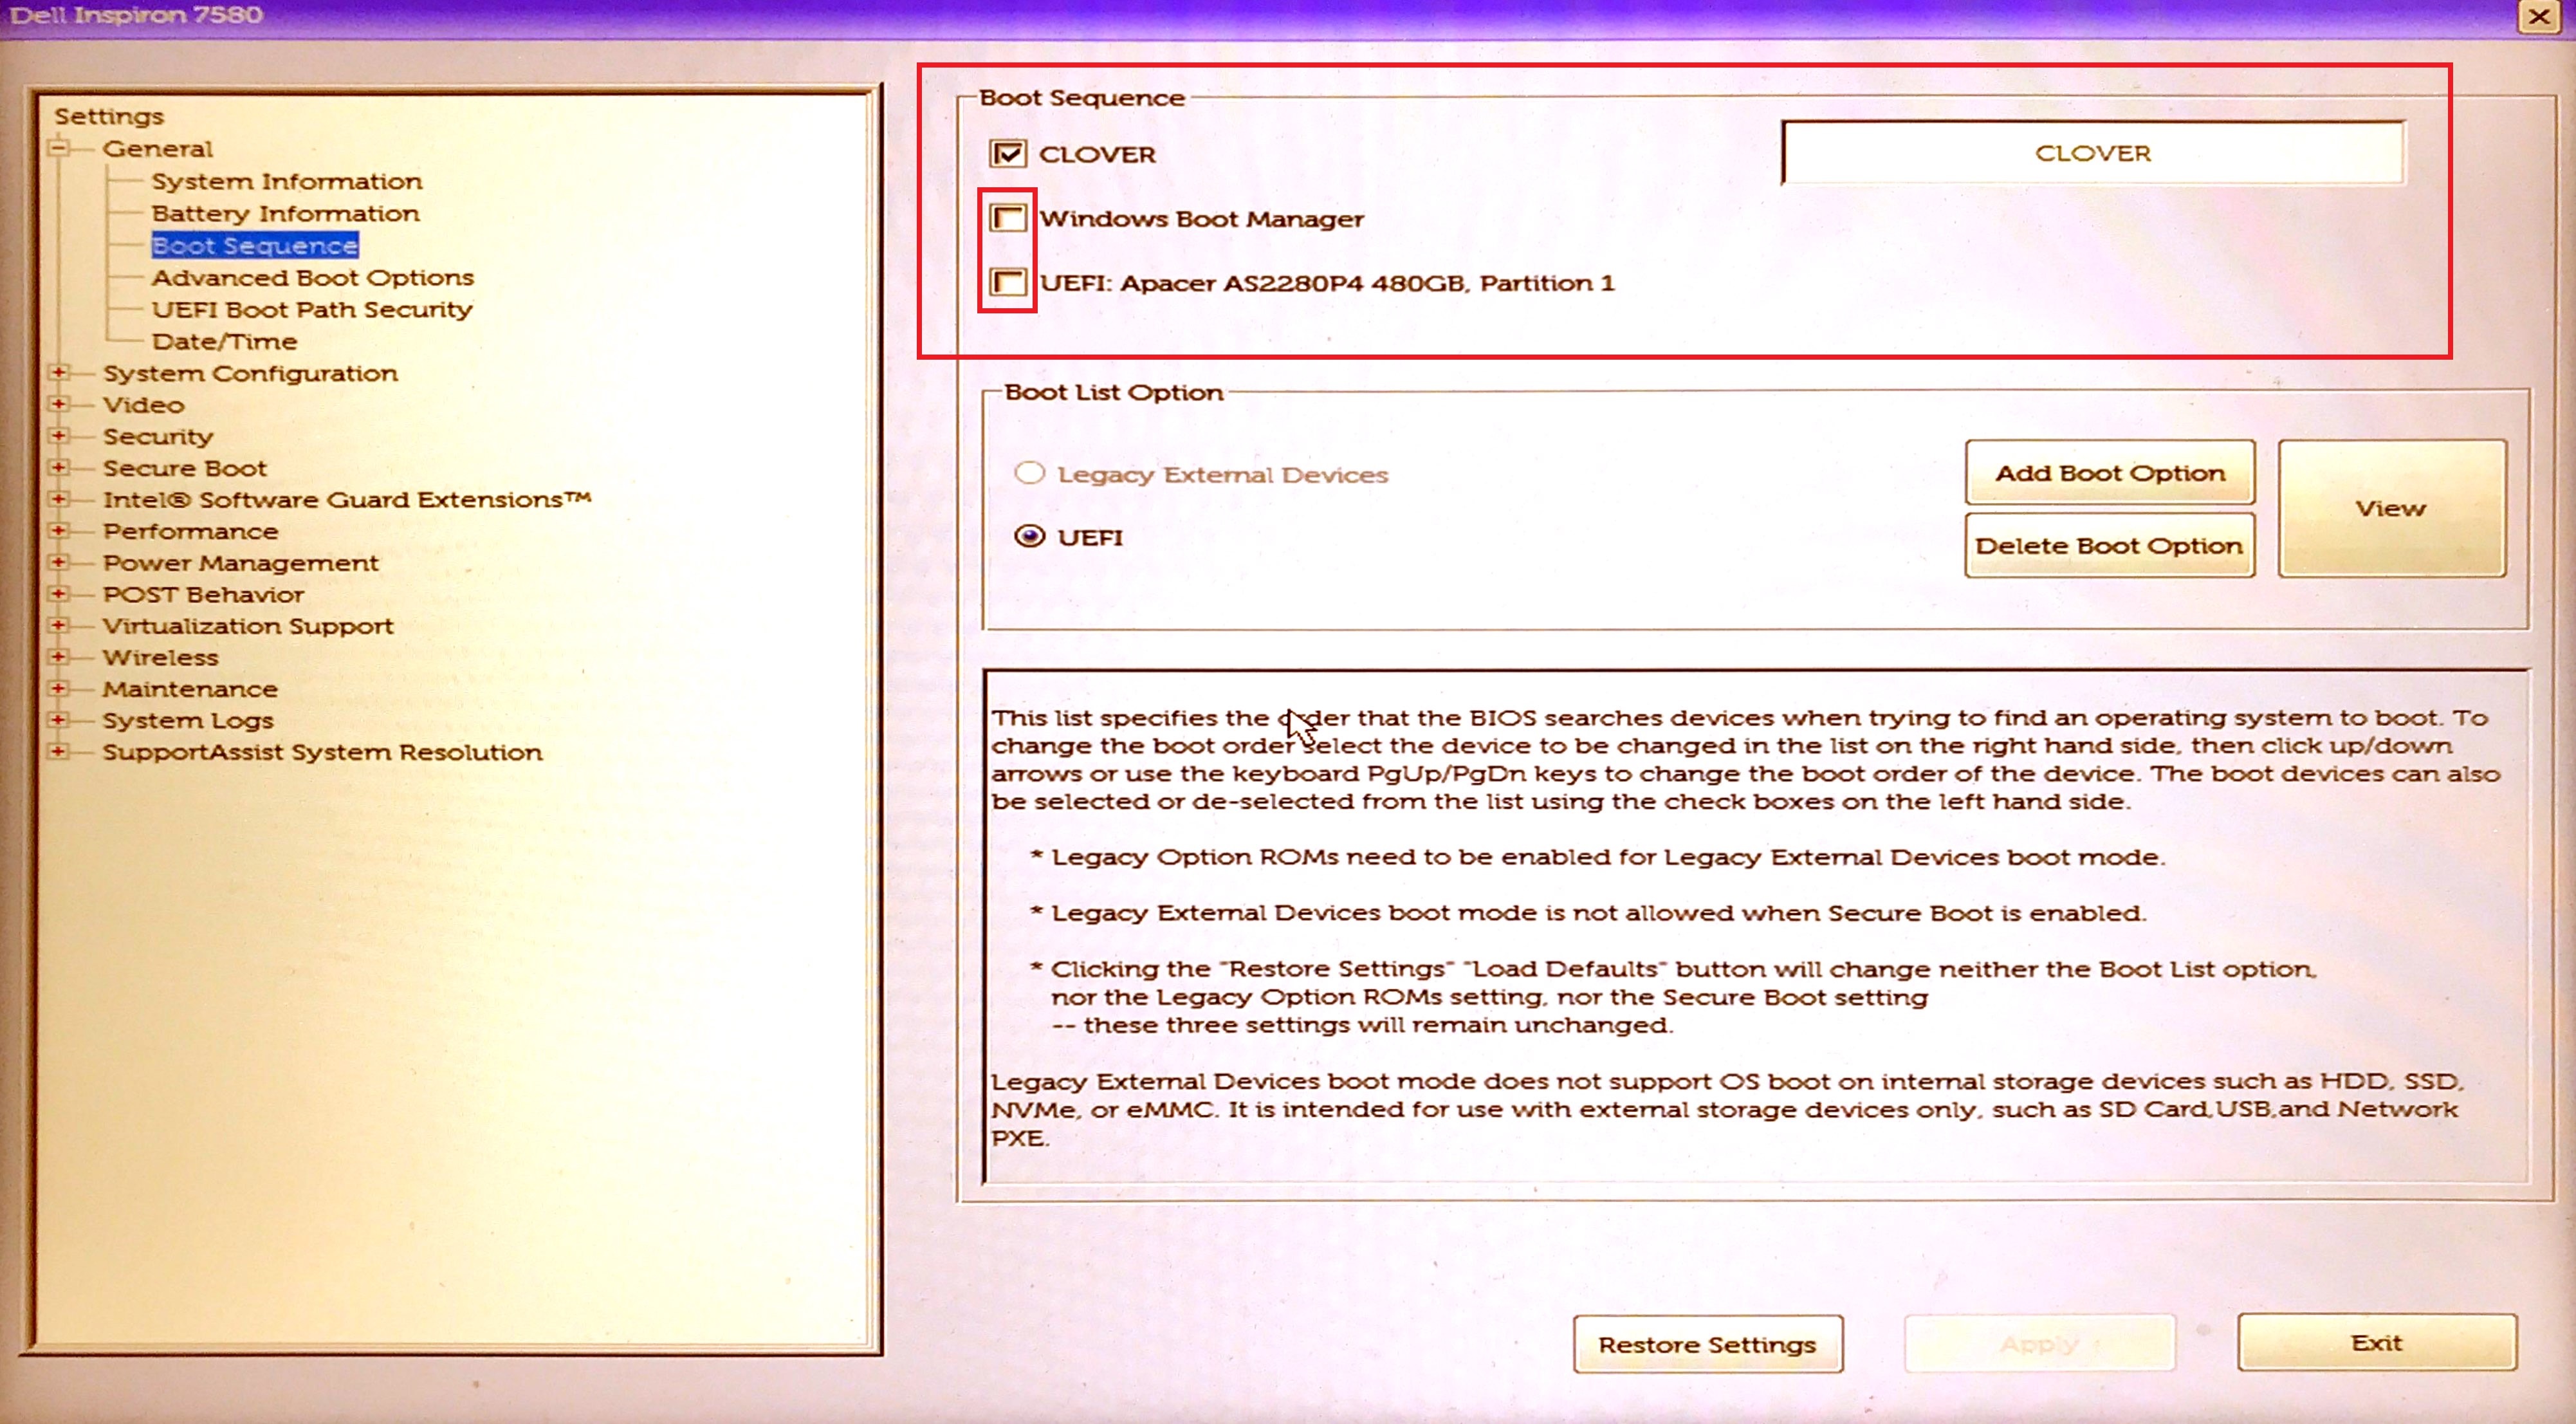 Dell Inspiron 7580
Settings
General
System Information
Battery Information
Boot Sequence
Advanced Boot Options
UEFI Boot Path Security
Date/Time
System Configuration
Video
Security
Secure Boot
Intel® Software Guard Extensions™
Performance
Power Management
POST Behavior
Virtualization Support
Wireless
Maintenance
System Logs
SupportAssist System Resolution
Boot Sequence
CLOVER
CLOVER
Windows Boot Manager
UEFI: Apacer AS2280P4 480GB, Partition 1
Boot List Option
Legacy External Devices
UEFI
Add Boot Option
Delete Boot Option
View
This list specifies the order that the BIOS searches devices when trying to find an operating system to boot. To
change the boot order select the device to be changed in the list on the right hand side, then click up/down
arrows or use the keyboard PgUp/PgDn keys to change the boot order of the device. The boot devices can also
be selected or de-selected from the list using the check boxes on the left hand side.
* Legacy Option ROMs need to be enabled for Legacy External Devices boot mode.
* Legacy External Devices boot mode is not allowed when Secure Boot is enabled.
* Clicking the "Restore Settings" "Load Defaults" button will change neither the Boot List option,
nor the Legacy Option ROMs setting, nor the Secure Boot setting
-- these three settings will remain unchanged.
Legacy External Devices boot mode does not support OS boot on internal storage devices such as HDD, SSD,
NVMe, or eMMC. It is intended for use with external storage devices only, such as SD Card,USB,and Network
PXE.
Restore Settings
Apply
Exit